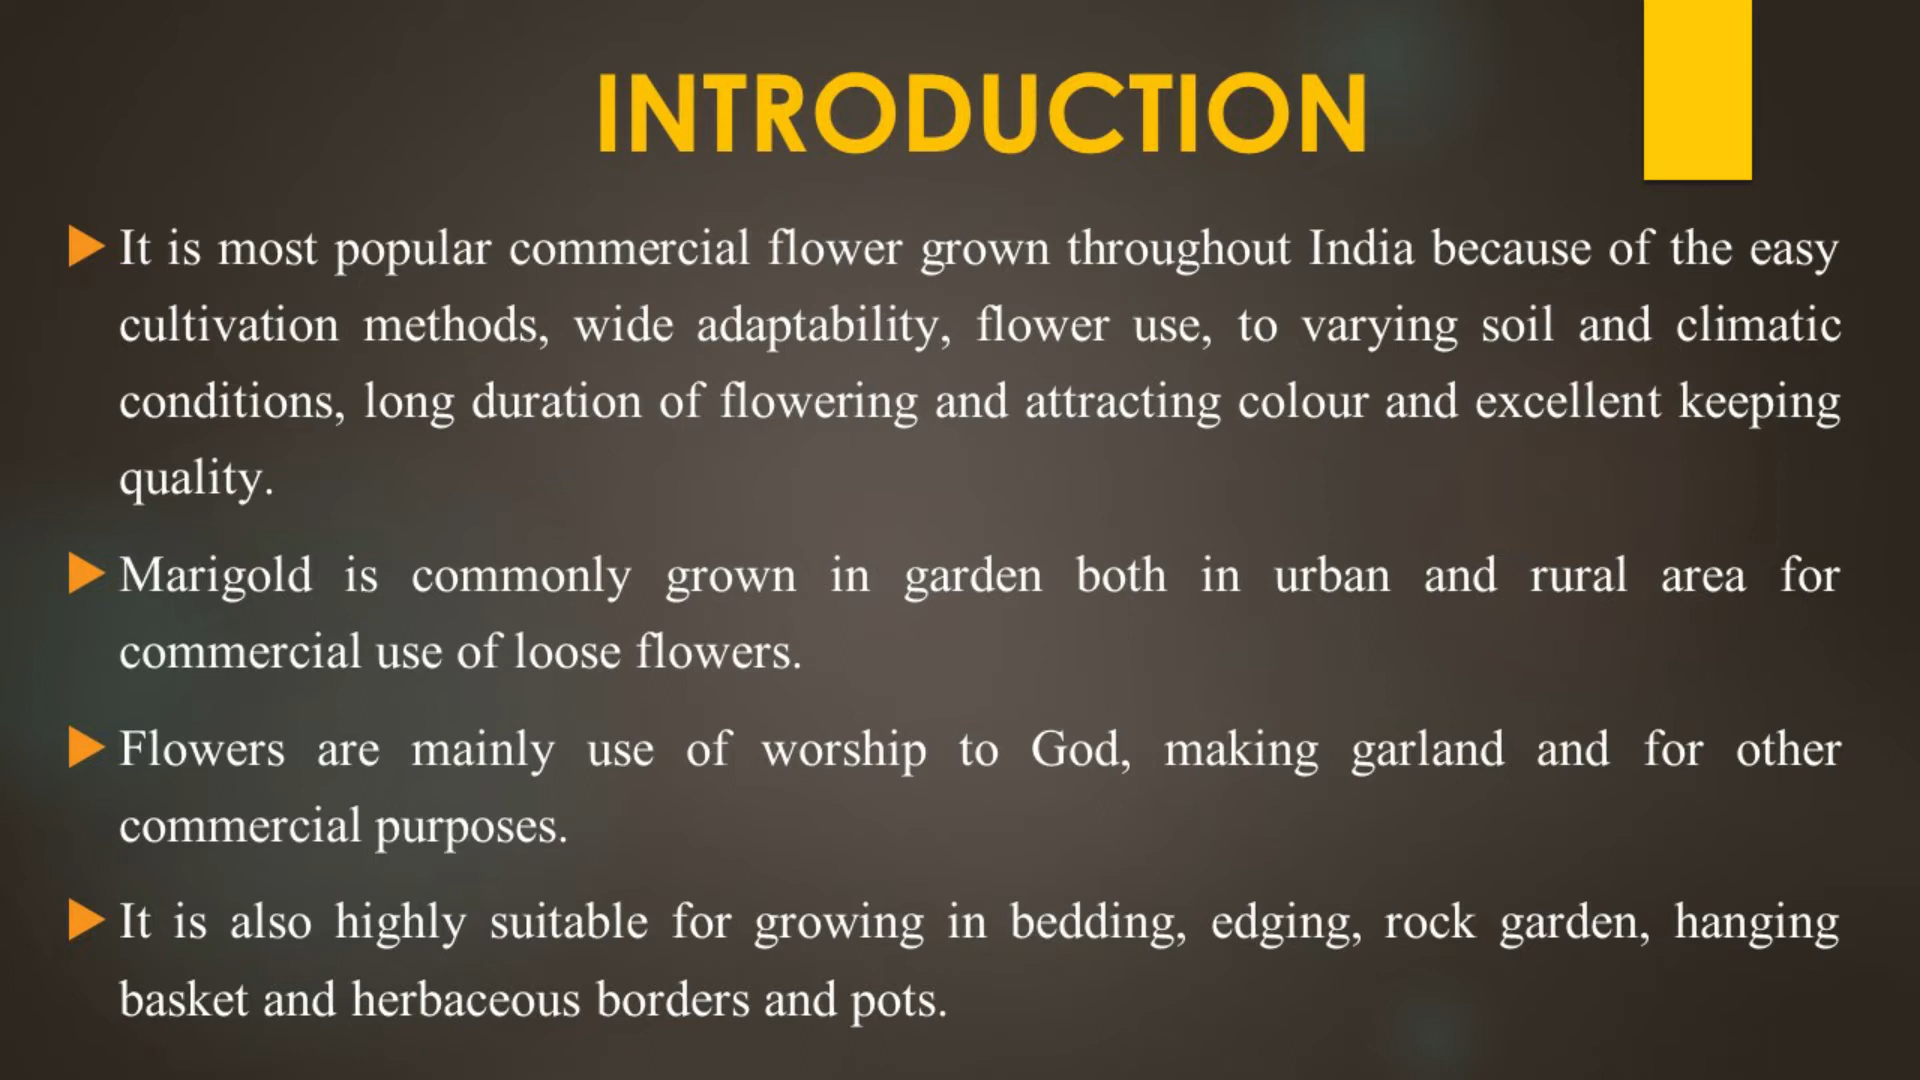 INTRODUCTION
It is most popular commercial flower grown throughout India because of the easy
cultivation methods, wide adaptability, flower use, to varying soil and climatic
conditions, long duration of flowering and attracting colour and excellent keeping
quality.
Marigold is commonly grown in garden both in urban and rural area for
commercial use of loose flowers.
Flowers are mainly use of worship to God, making garland and for other
commercial purposes.
It is also highly suitable for growing in bedding, edging, rock garden, hanging
basket and herbaceous borders and pots.